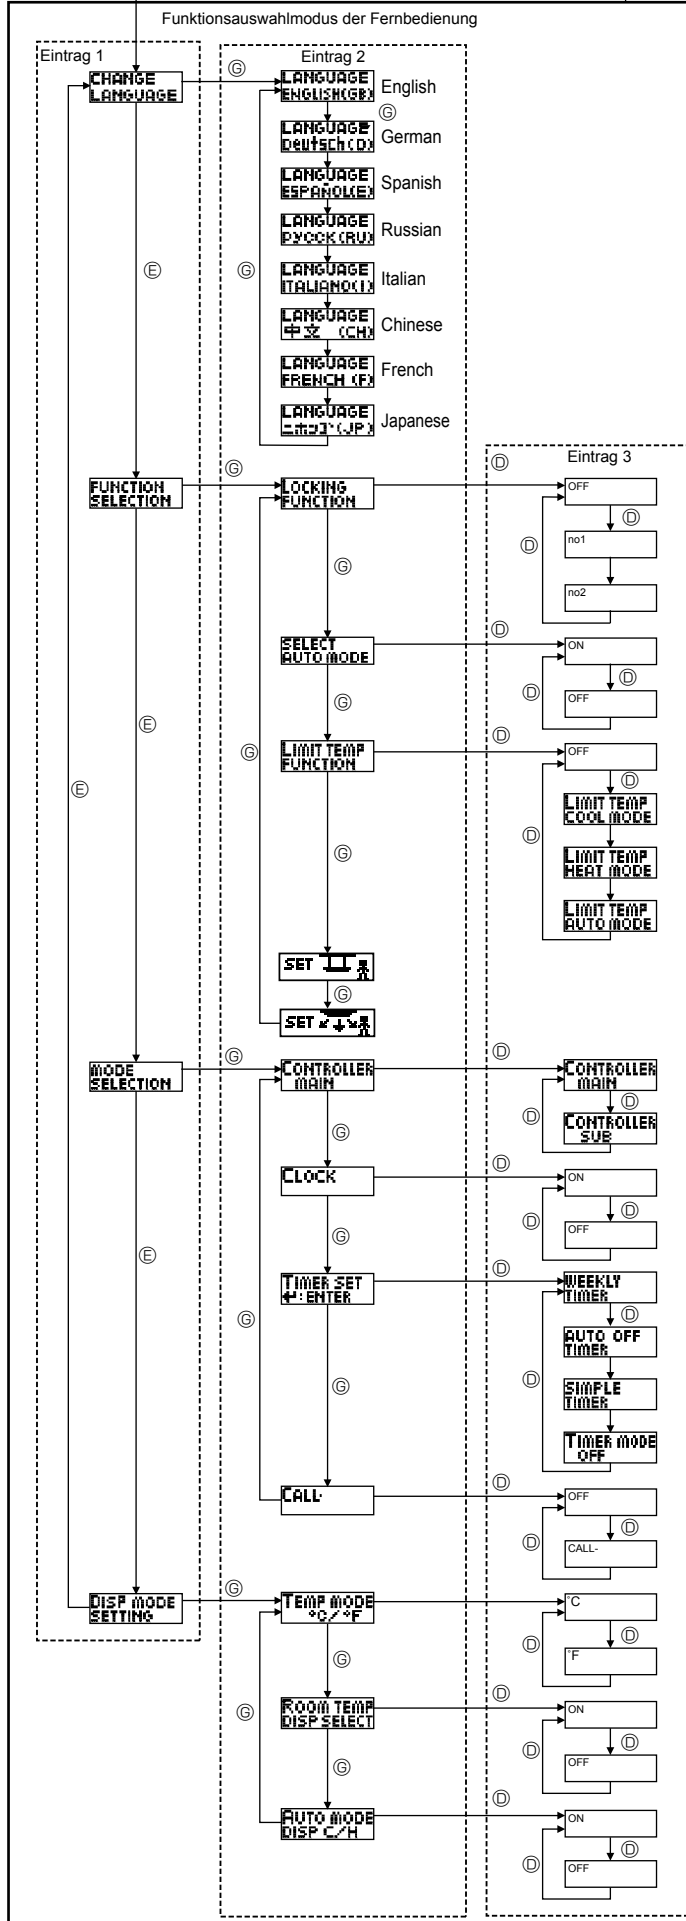 Funktionsauswahlmodus der Fernbedienung
Eintrag 1
Eintrag 2
CHANGE
LANGUAGE
Ⓖ
LANGUAGE
ENGLISH(GB)
English
Ⓖ
LANGUAGE
Deutsch(D)
German
LANGUAGE
ESPAÑOL(E)
Spanish
LANGUAGE
РУССК(RU)
Russian
Ⓔ
Ⓖ
LANGUAGE
ITALIANO(I)
Italian
LANGUAGE
中文 (CH)
Chinese
LANGUAGE
FRENCH (F)
French
LANGUAGE
ニホンゴ(JP)
Japanese
Eintrag 3
FUNCTION
SELECTION
Ⓖ
LOCKING
FUNCTION
Ⓓ
OFF
Ⓓ
Ⓓ
no1
no2
Ⓖ
SELECT
AUTO MODE
Ⓓ
ON
Ⓓ
Ⓓ
OFF
Ⓖ
Ⓔ
Ⓖ
LIMIT TEMP
FUNCTION
Ⓓ
OFF
Ⓓ
Ⓔ
LIMIT TEMP
COOL MODE
Ⓓ
LIMIT TEMP
HEAT MODE
Ⓖ
LIMIT TEMP
AUTO MODE
SET
Ⓖ
SET
MODE
SELECTION
Ⓖ
CONTROLLER
MAIN
Ⓓ
CONTROLLER
MAIN
Ⓓ
Ⓓ
CONTROLLER
SUB
Ⓖ
CLOCK
Ⓓ
ON
Ⓓ
Ⓓ
OFF
Ⓖ
Ⓔ
TIMER SET
↵:ENTER
Ⓓ
WEEKLY
TIMER
Ⓓ
Ⓖ
AUTO OFF
TIMER
Ⓓ
SIMPLE
TIMER
Ⓖ
TIMER MODE
OFF
CALL-
Ⓓ
OFF
Ⓓ
Ⓓ
CALL-
DISP MODE
SETTING
Ⓖ
TEMP MODE
°C/°F
Ⓓ
°C
Ⓓ
Ⓓ
°F
Ⓖ
Ⓖ
ROOM TEMP
DISP SELECT
Ⓓ
ON
Ⓓ
Ⓓ
OFF
Ⓖ
AUTO MODE
DISP C/H
Ⓓ
ON
Ⓓ
Ⓓ
OFF